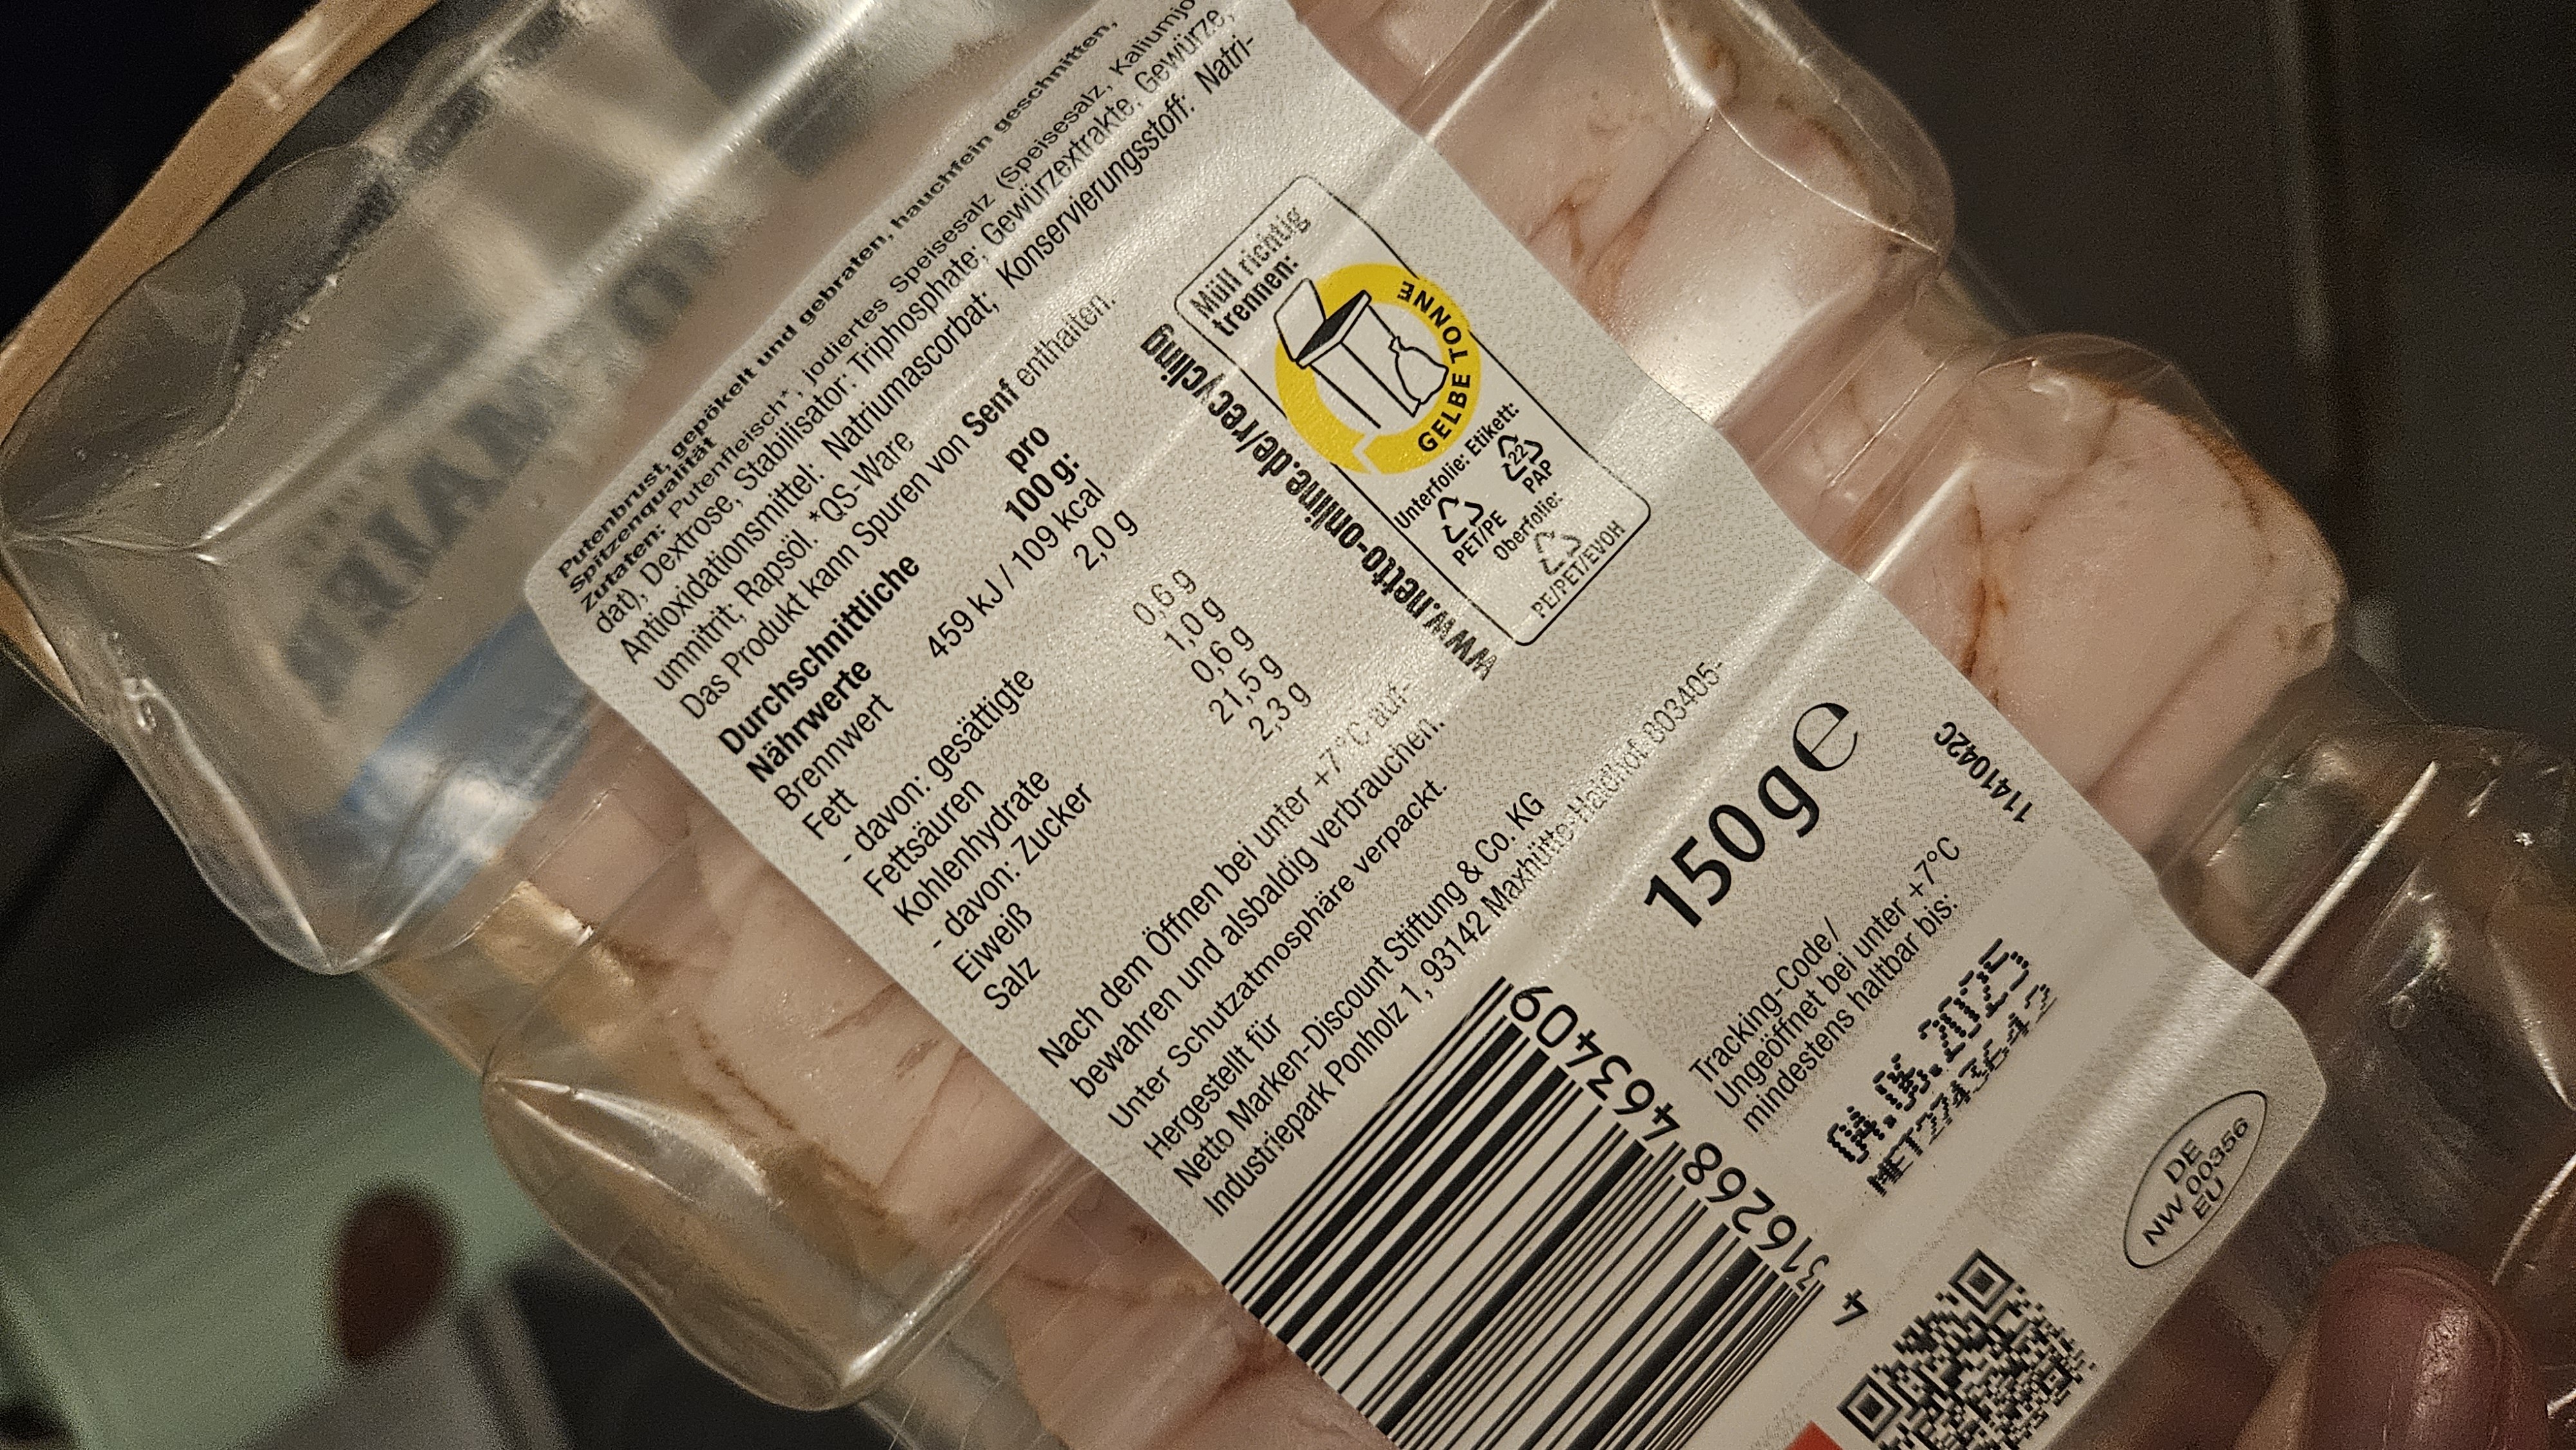 Putenbrust, gepökelt und gebraten, hauchfein geschnitten,
Spitzenqualität
Zutaten: Putenfleisch*, jodiertes Speisesalz (Speisesalz, Kaliumjo
dat), Dextrose, Stabilisator: Triphosphate; Gewürzextrakte, Gewürze,
Antioxidationsmittel: Natriumascorbat; Konservierungsstoff: Natri-
umnitrit; Rapsöl. *QS-Ware
Das Produkt kann Spuren von Senf enthalten.
Durchschnittliche pro
Nährwerte 100 g:
Brennwert 459 kJ / 109 kcal
Fett 2,0 g
- davon: gesättigte
Fettsäuren 0,6 g
Kohlenhydrate 1,0 g
- davon: Zucker 0,6 g
Eiweiß 21,5 g
Salz 2,3 g
Müll richtig
trennen:
GELBE TONNE
Unterfolie: Etikett:
22
PET/PE PAP
Oberfolie:
PE/PET/EVOH
www.netto-online.de/recycling
Nach dem Öffnen bei unter +7°C auf-
bewahren und alsbaldig verbrauchen.
Unter Schutzatmosphäre verpackt.
Hergestellt für
Netto Marken-Discount Stiftung & Co. KG
Industriepark Ponholz 1, 93142 Maxhütte-Haidhof. 803405-
150g e
1141042C
4 316268 463409
Tracking-Code/
Ungeöffnet bei unter +7°C
mindestens haltbar bis:
04.08.2025
MET27436642
DE
NW 00356
EU